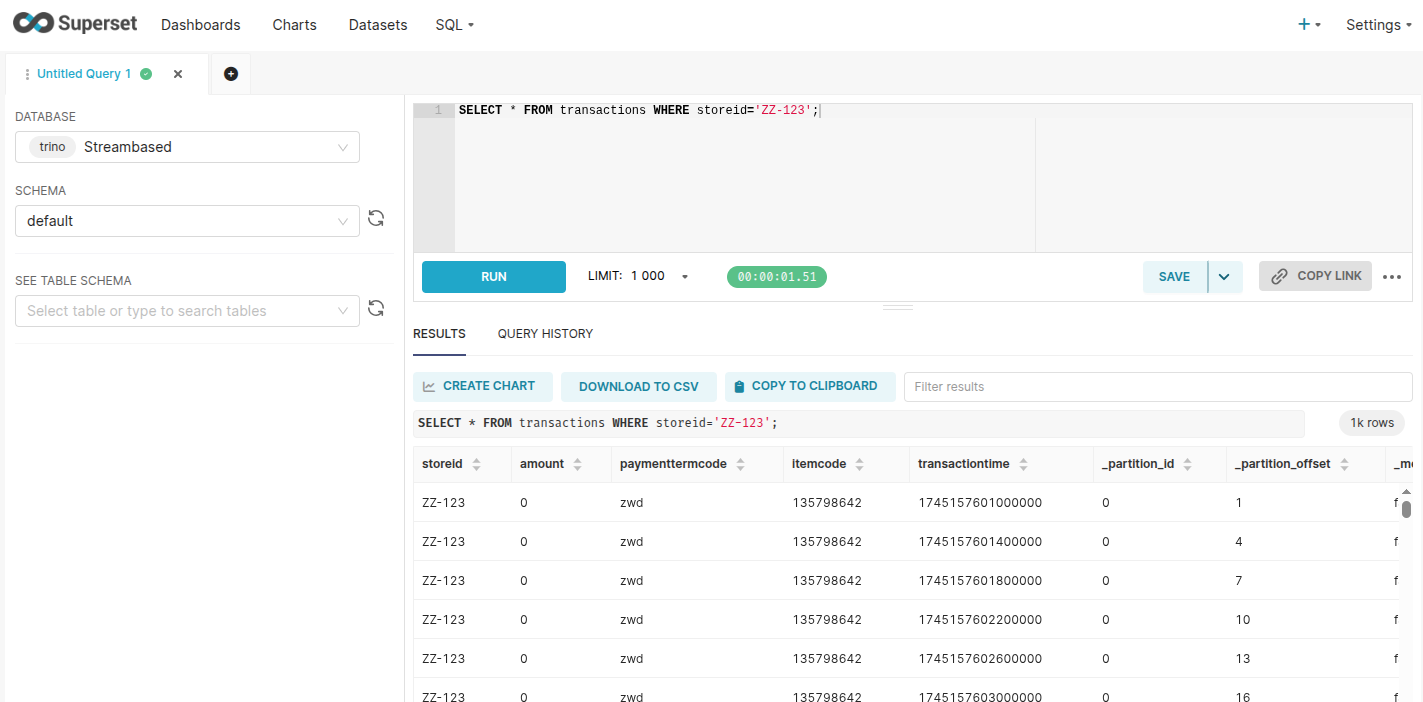 Superset Dashboards Charts Datasets SQL Settings
Untitled Query 1
DATABASE
trino Streambased
SCHEMA
default
SEE TABLE SCHEMA
Select table or type to search tables
1 SELECT * FROM transactions WHERE storeid='ZZ-123';
RUN LIMIT: 1 000 00:00:01.51 SAVE COPY LINK
RESULTS QUERY HISTORY
CREATE CHART DOWNLOAD TO CSV COPY TO CLIPBOARD Filter results
SELECT * FROM transactions WHERE storeid='ZZ-123'; 1k rows
storeid amount paymenttermcode itemcode transactiontime _partition_id _partition_offset
ZZ-123 0 zwd 135798642 1745157601000000 0 1 f
ZZ-123 0 zwd 135798642 1745157601400000 0 4 f
ZZ-123 0 zwd 135798642 1745157601800000 0 7 f
ZZ-123 0 zwd 135798642 1745157602200000 0 10 f
ZZ-123 0 zwd 135798642 1745157602600000 0 13 f
ZZ-123 0 zwd 135798642 1745157603000000 0 16 f